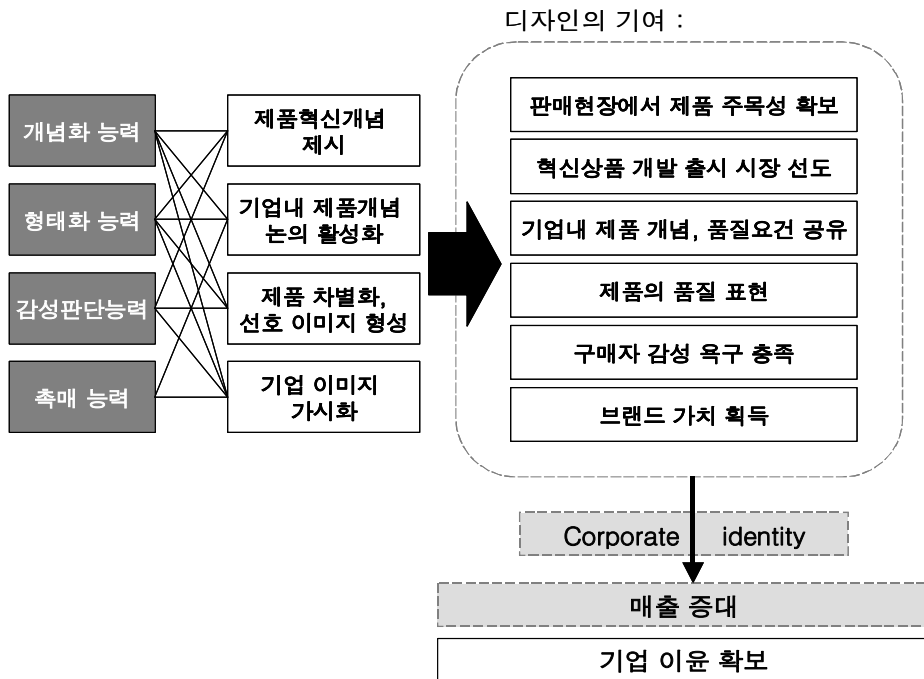 디자인의 기여 :
개념화 능력
형태화 능력
감성판단능력
촉매 능력
제품혁신개념
제시
기업내 제품개념
논의 활성화
제품 차별화,
선호 이미지 형성
기업 이미지
가시화
판매현장에서 제품 주목성 확보
혁신상품 개발 출시 시장 선도
기업내 제품 개념, 품질요건 공유
제품의 품질 표현
구매자 감성 욕구 충족
브랜드 가치 획득
Corporate identity
매출 증대
기업 이윤 확보